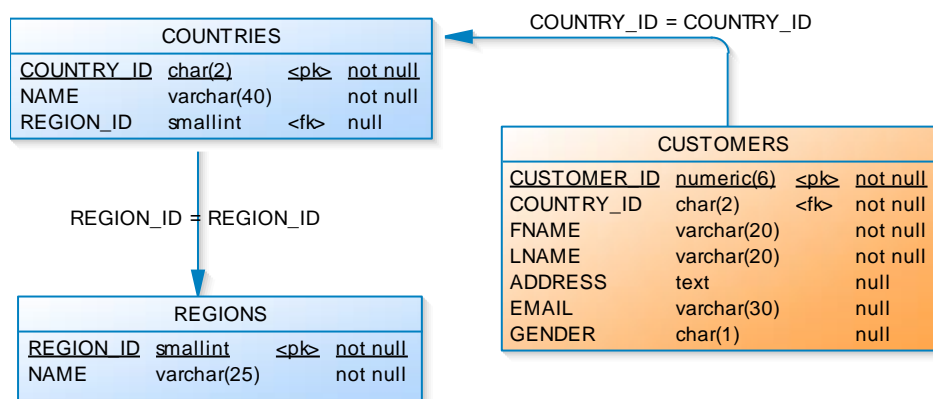 COUNTRY_ID = COUNTRY_ID
COUNTRIES
COUNTRY_ID char(2) <pk> not null
NAME varchar(40) not null
REGION_ID smallint <fk> null
CUSTOMERS
CUSTOMER_ID numeric(6) <pk> not null
COUNTRY_ID char(2) <fk> not null
FNAME varchar(20) not null
LNAME varchar(20) not null
ADDRESS text null
EMAIL varchar(30) null
GENDER char(1) null
REGION_ID = REGION_ID
REGIONS
REGION_ID smallint <pk> not null
NAME varchar(25) not null